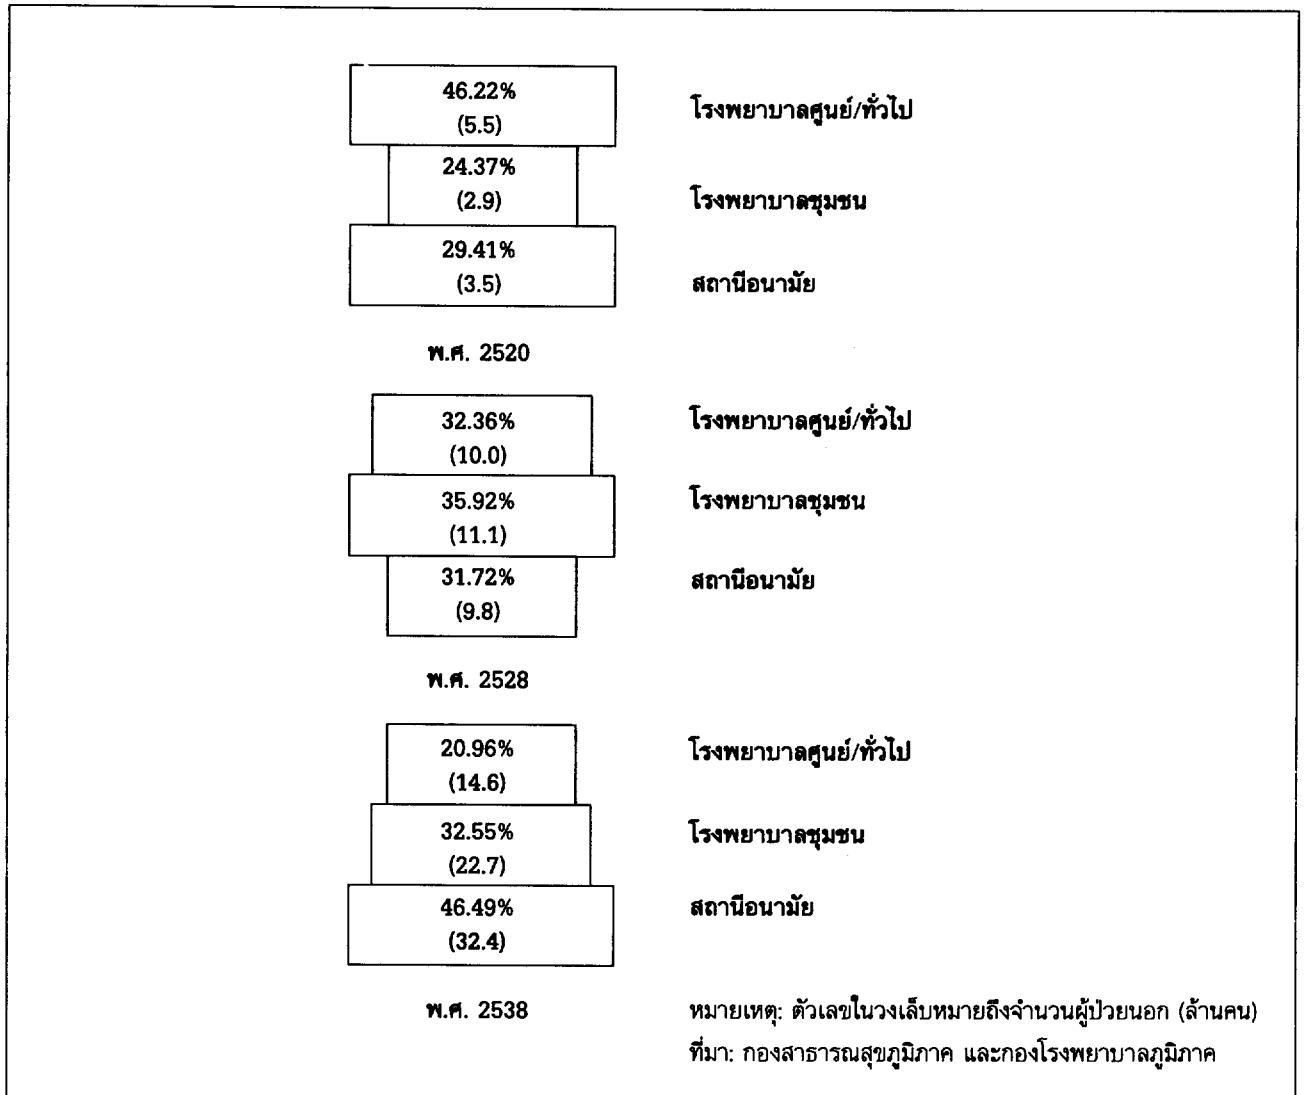 46.22%
(5.5)
โรงพยาบาลศูนย์/ทั่วไป
24.37%
(2.9)
โรงพยาบาลชุมชน
29.41%
(3.5)
สถานีอนามัย
พ.ศ. 2520
32.36%
(10.0)
โรงพยาบาลศูนย์/ทั่วไป
35.92%
(11.1)
โรงพยาบาลชุมชน
31.72%
(9.8)
สถานีอนามัย
พ.ศ. 2528
20.96%
(14.6)
โรงพยาบาลศูนย์/ทั่วไป
32.55%
(22.7)
โรงพยาบาลชุมชน
46.49%
(32.4)
สถานีอนามัย
พ.ศ. 2538
หมายเหตุ: ตัวเลขในวงเล็บหมายถึงจำนวนผู้ป่วยนอก (ล้านคน)
ที่มา: กองสาธารณสุขภูมิภาค และกองโรงพยาบาลภูมิภาค